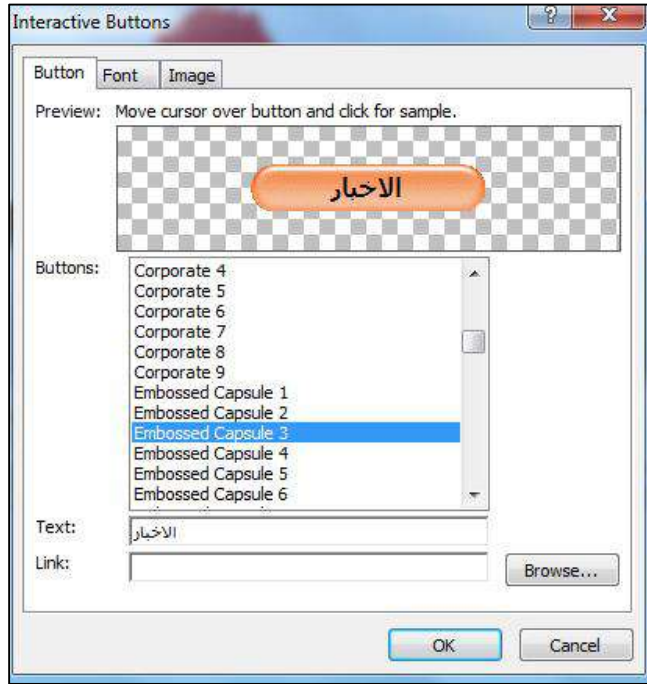 Interactive Buttons
Button Font Image
Preview: Move cursor over button and click for sample.
الاخبار
Buttons:
Corporate 4
Corporate 5
Corporate 6
Corporate 7
Corporate 8
Corporate 9
Embossed Capsule 1
Embossed Capsule 2
Embossed Capsule 3
Embossed Capsule 4
Embossed Capsule 5
Embossed Capsule 6
Text: الاخبار
Link:
Browse...
OK Cancel